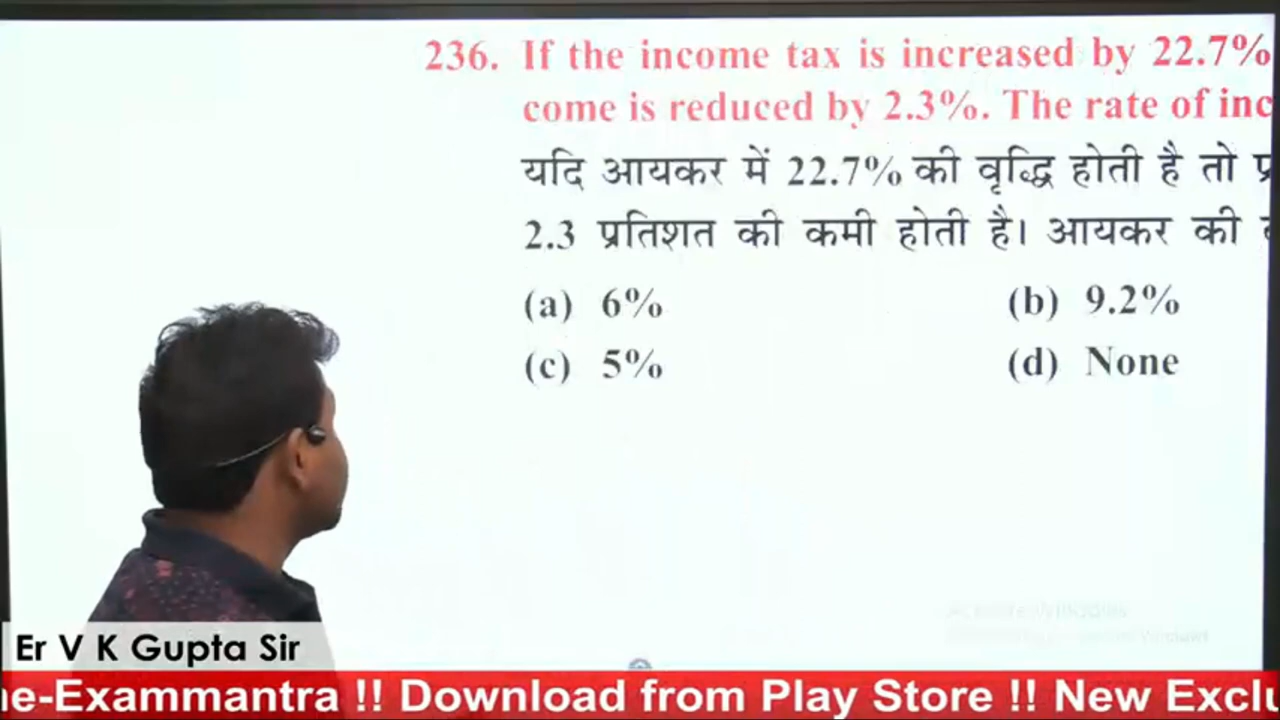 236. If the income tax is increased by 22.7%
come is reduced by 2.3%. The rate of inc
यदि आयकर में 22.7% की वृद्धि होती है तो प्र
2.3 प्रतिशत की कमी होती है। आयकर की
(a) 6% (b) 9.2%
(c) 5% (d) None
Er V K Gupta Sir
e-Exammantra !! Download from Play Store !! New Exclu